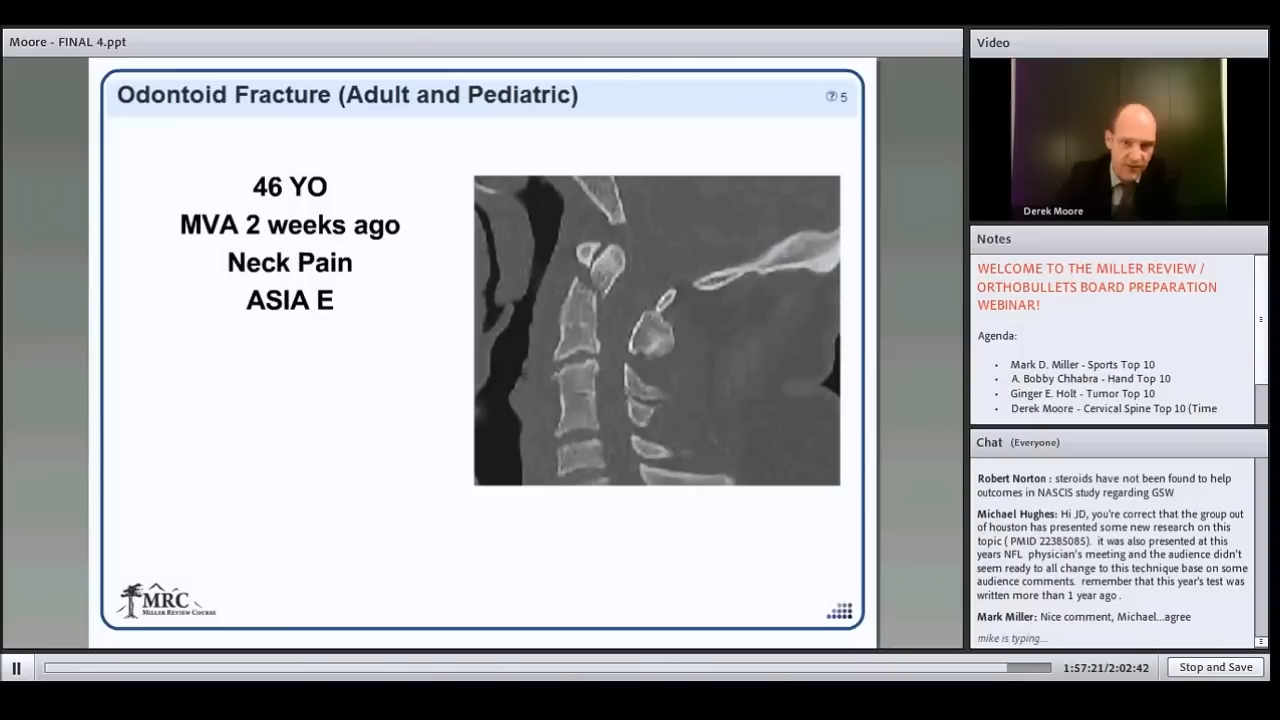 Moore - FINAL 4.ppt
Odontoid Fracture (Adult and Pediatric)
? 5
46 YO
MVA 2 weeks ago
Neck Pain
ASIA E
MRC
MILLER REVIEW COURSE
Video
Derek Moore
Notes
WELCOME TO THE MILLER REVIEW /
ORTHOBULLETS BOARD PREPARATION
WEBINAR!
Agenda:
• Mark D. Miller - Sports Top 10
• A. Bobby Chhabra - Hand Top 10
• Ginger E. Holt - Tumor Top 10
• Derek Moore - Cervical Spine Top 10 (Time
Chat (Everyone)
Robert Norton : steroids have not been found to help
outcomes in NASCIS study regarding GSW
Michael Hughes: Hi JD, you're correct that the group out
of houston has presented some new research on this
topic ( PMID 22385085). it was also presented at this
years NFL physician's meeting and the audience didn't
seem ready to all change to this technique base on some
audience comments. remember that this year's test was
written more than 1 year ago .
Mark Miller: Nice comment, Michael...agree
mike is typing...
1:57:21/2:02:42
Stop and Save